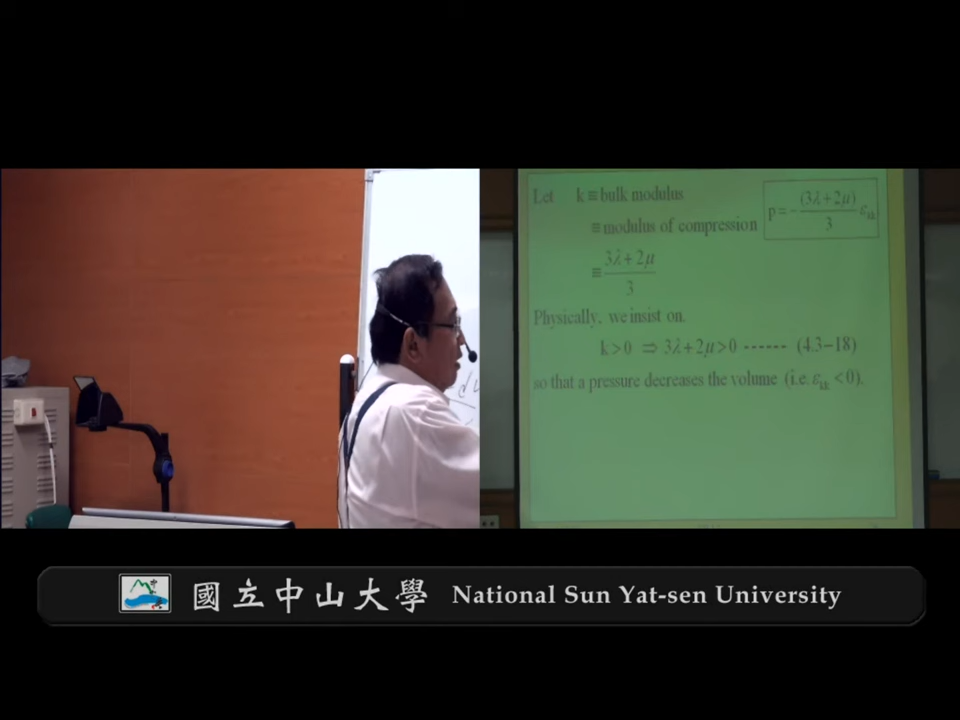 Let k ≡ bulk modulus
p = - (3λ+2μ)/3 εkk
≡ modulus of compression
≡ 3λ+2μ/3
Physically, we insist on.
k>0 ⇒ 3λ+2μ>0 ------ (4.3-18)
so that a pressure decreases the volume (i.e. εkk <0).
國立中山大學 National Sun Yat-sen University